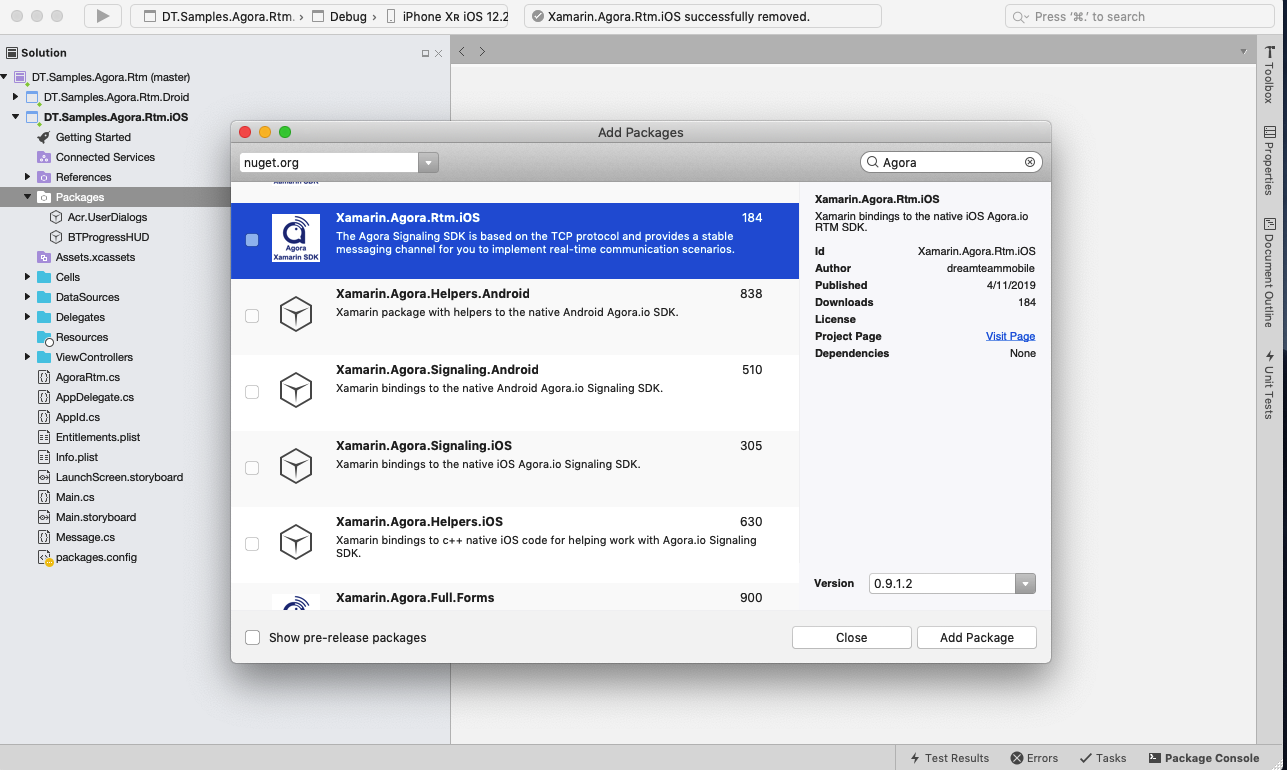 DT.Samples.Agora.Rtm.
Debug
iPhone XR iOS 12.2
Xamarin.Agora.Rtm.iOS successfully removed.
Press ‘⌘.’ to search
Solution
DT.Samples.Agora.Rtm (master)
DT.Samples.Agora.Rtm.Droid
DT.Samples.Agora.Rtm.iOS
Getting Started
Connected Services
References
Packages
Acr.UserDialogs
BTProgressHUD
Assets.xcassets
Cells
DataSources
Delegates
Resources
ViewControllers
AgoraRtm.cs
AppDelegate.cs
AppId.cs
Entitlements.plist
Info.plist
LaunchScreen.storyboard
Main.cs
Main.storyboard
Message.cs
packages.config
Add Packages
nuget.org
Agora
Xamarin SDK
Agora
Xamarin SDK
Xamarin.Agora.Rtm.iOS 184
The Agora Signaling SDK is based on the TCP protocol and provides a stable
messaging channel for you to implement real-time communication scenarios.
Xamarin.Agora.Helpers.Android 838
Xamarin package with helpers to the native Android Agora.io SDK.
Xamarin.Agora.Signaling.Android 510
Xamarin bindings to the native Android Agora.io Signaling SDK.
Xamarin.Agora.Signaling.iOS 305
Xamarin bindings to the native iOS Agora.io Signaling SDK.
Xamarin.Agora.Helpers.iOS 630
Xamarin bindings to c++ native iOS code for helping work with Agora.io Signaling
SDK.
Xamarin.Agora.Full.Forms 900
Xamarin.Agora.Rtm.iOS
Xamarin bindings to the native iOS Agora.io
RTM SDK.
Id Xamarin.Agora.Rtm.iOS
Author dreamteammobile
Published 4/11/2019
Downloads 184
License
Project Page Visit Page
Dependencies None
Version 0.9.1.2
Show pre-release packages
Close
Add Package
Toolbox
Properties
Document Outline
Unit Tests
Test Results
Errors
Tasks
Package Console